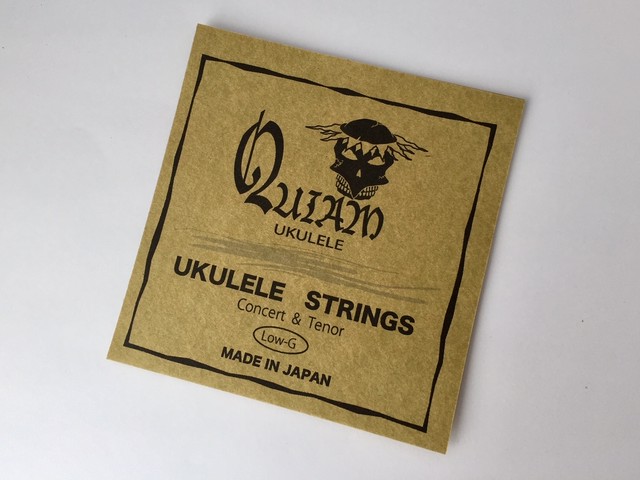 QUIAM
UKULELE
UKULELE STRINGS
Concert & Tenor
Low-G
MADE IN JAPAN